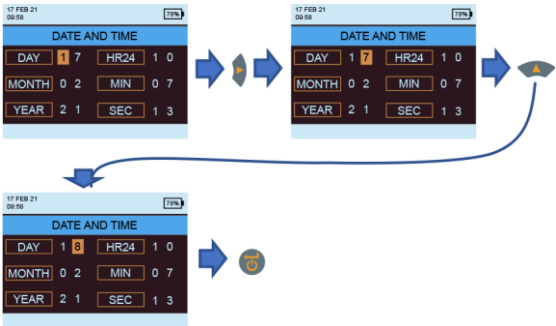 17 FEB 21
09:58 78%
DATE AND TIME
DAY 1 7 HR24 1 0
MONTH 0 2 MIN 0 7
YEAR 2 1 SEC 1 3
17 FEB 21
09:58 78%
DATE AND TIME
DAY 1 7 HR24 1 0
MONTH 0 2 MIN 0 7
YEAR 2 1 SEC 1 3
17 FEB 21
09:58 78%
DATE AND TIME
DAY 1 8 HR24 1 0
MONTH 0 2 MIN 0 7
YEAR 2 1 SEC 1 3